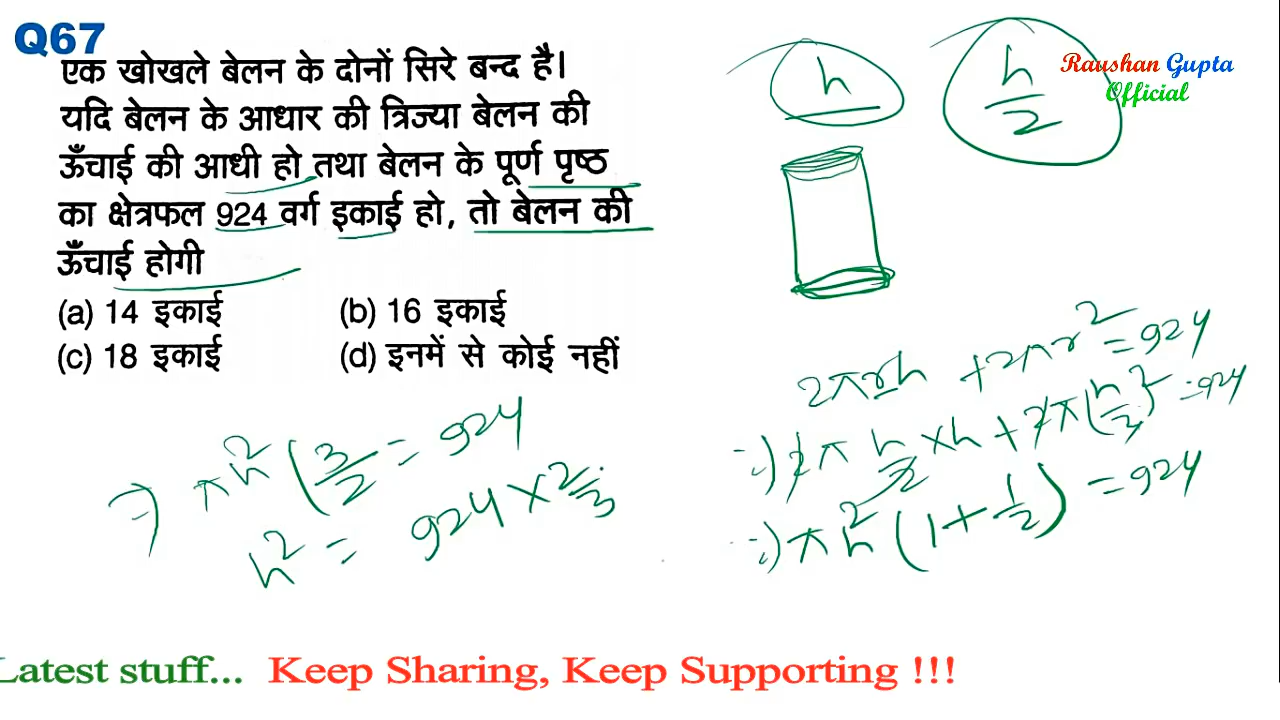 Q67
एक खोखले बेलन के दोनों सिरे बन्द है।
यदि बेलन के आधार की त्रिज्या बेलन की
ऊँचाई की आधी हो तथा बेलन के पूर्ण पृष्ठ
का क्षेत्रफल 924 वर्ग इकाई हो, तो बेलन की
ऊँचाई होगी
(a) 14 इकाई (b) 16 इकाई
(c) 18 इकाई (d) इनमें से कोई नहीं
h
h/2
Raushan Gupta
Official
2πrh + 2πr² = 924
=) 2π h/2 × h + 2π(h/2)² = 924
=) πh² (1 + 1/2) = 924
=) πh² (3/2 = 924
h² = 924 × 2/3
Latest stuff... Keep Sharing, Keep Supporting !!!